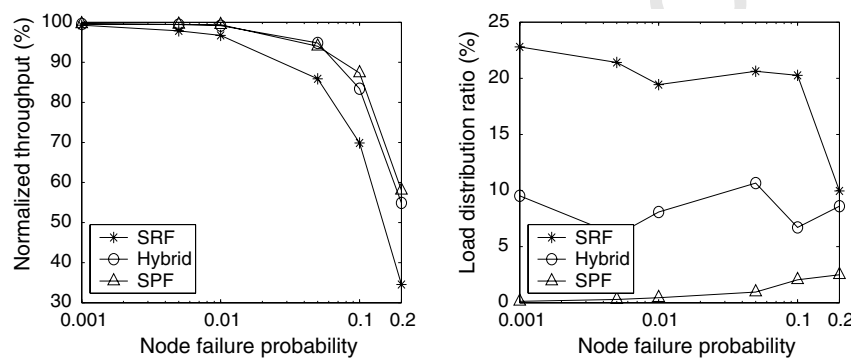 Normalized throughput (%)
100
90
80
70
60
50
40
30
SRF
Hybrid
SPF
0.001
0.01
0.1
0.2
Node failure probability
Load distribution ratio (%)
25
20
15
10
5
0
SRF
Hybrid
SPF
0.001
0.01
0.1
0.2
Node failure probability